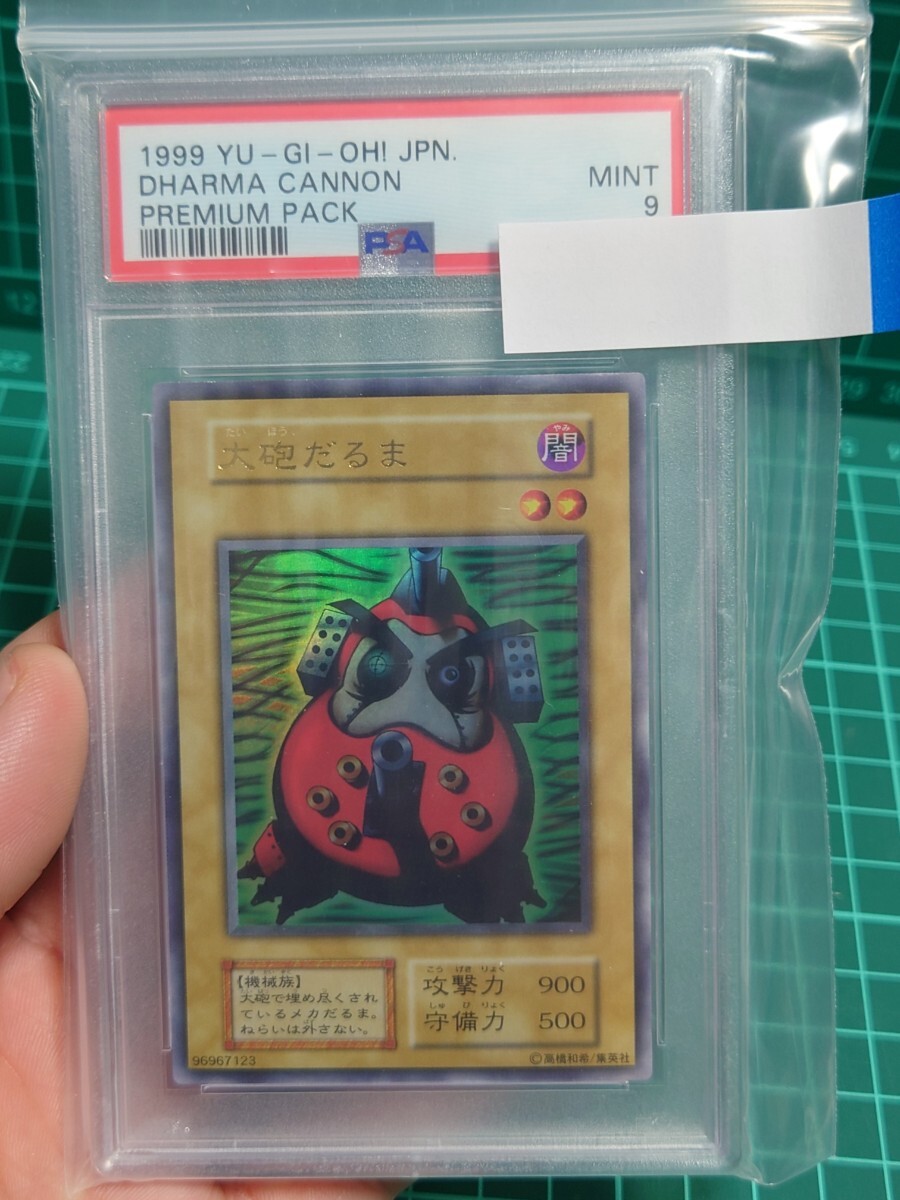 1999 YU-GI-OH! JPN.
DHARMA CANNON
MINT
PREMIUM PACK
9
PSA
たい ほう
大砲だるま
やみ
闇
【機械族】
大砲で埋め尽くされ
ているメカだるま。
ねらいは外さない。
こう げき りょく
攻撃力 900
しゅ び りょく
守備力 500
96967123
©高橋和希/集英社